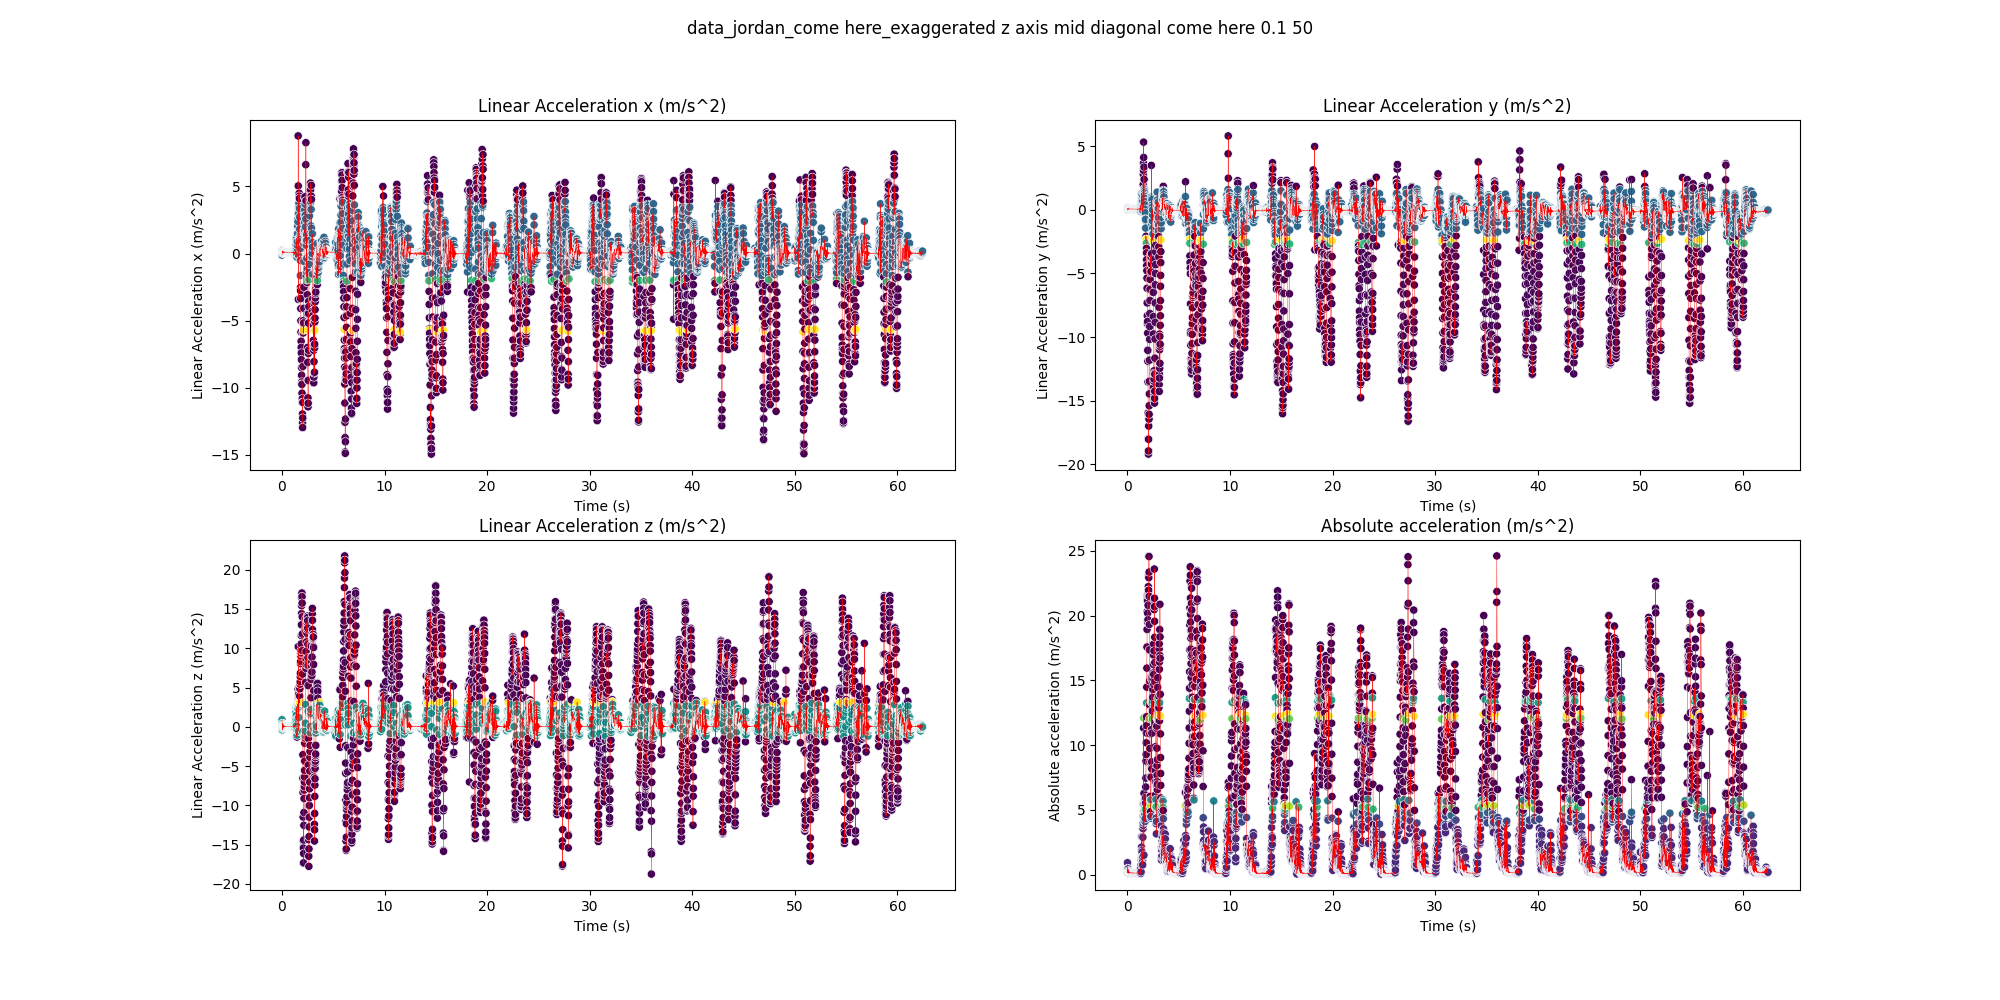 data_jordan_come here_exaggerated z axis mid diagonal come here 0.1 50
Linear Acceleration x (m/s^2)
Linear Acceleration x (m/s^2)
5
0
−5
−10
−15
0 10 20 30 40 50 60
Time (s)
Linear Acceleration y (m/s^2)
Linear Acceleration y (m/s^2)
5
0
−5
−10
−15
−20
0 10 20 30 40 50 60
Time (s)
Linear Acceleration z (m/s^2)
Linear Acceleration z (m/s^2)
20
15
10
5
0
−5
−10
−15
−20
0 10 20 30 40 50 60
Time (s)
Absolute acceleration (m/s^2)
Absolute acceleration (m/s^2)
25
20
15
10
5
0
0 10 20 30 40 50 60
Time (s)